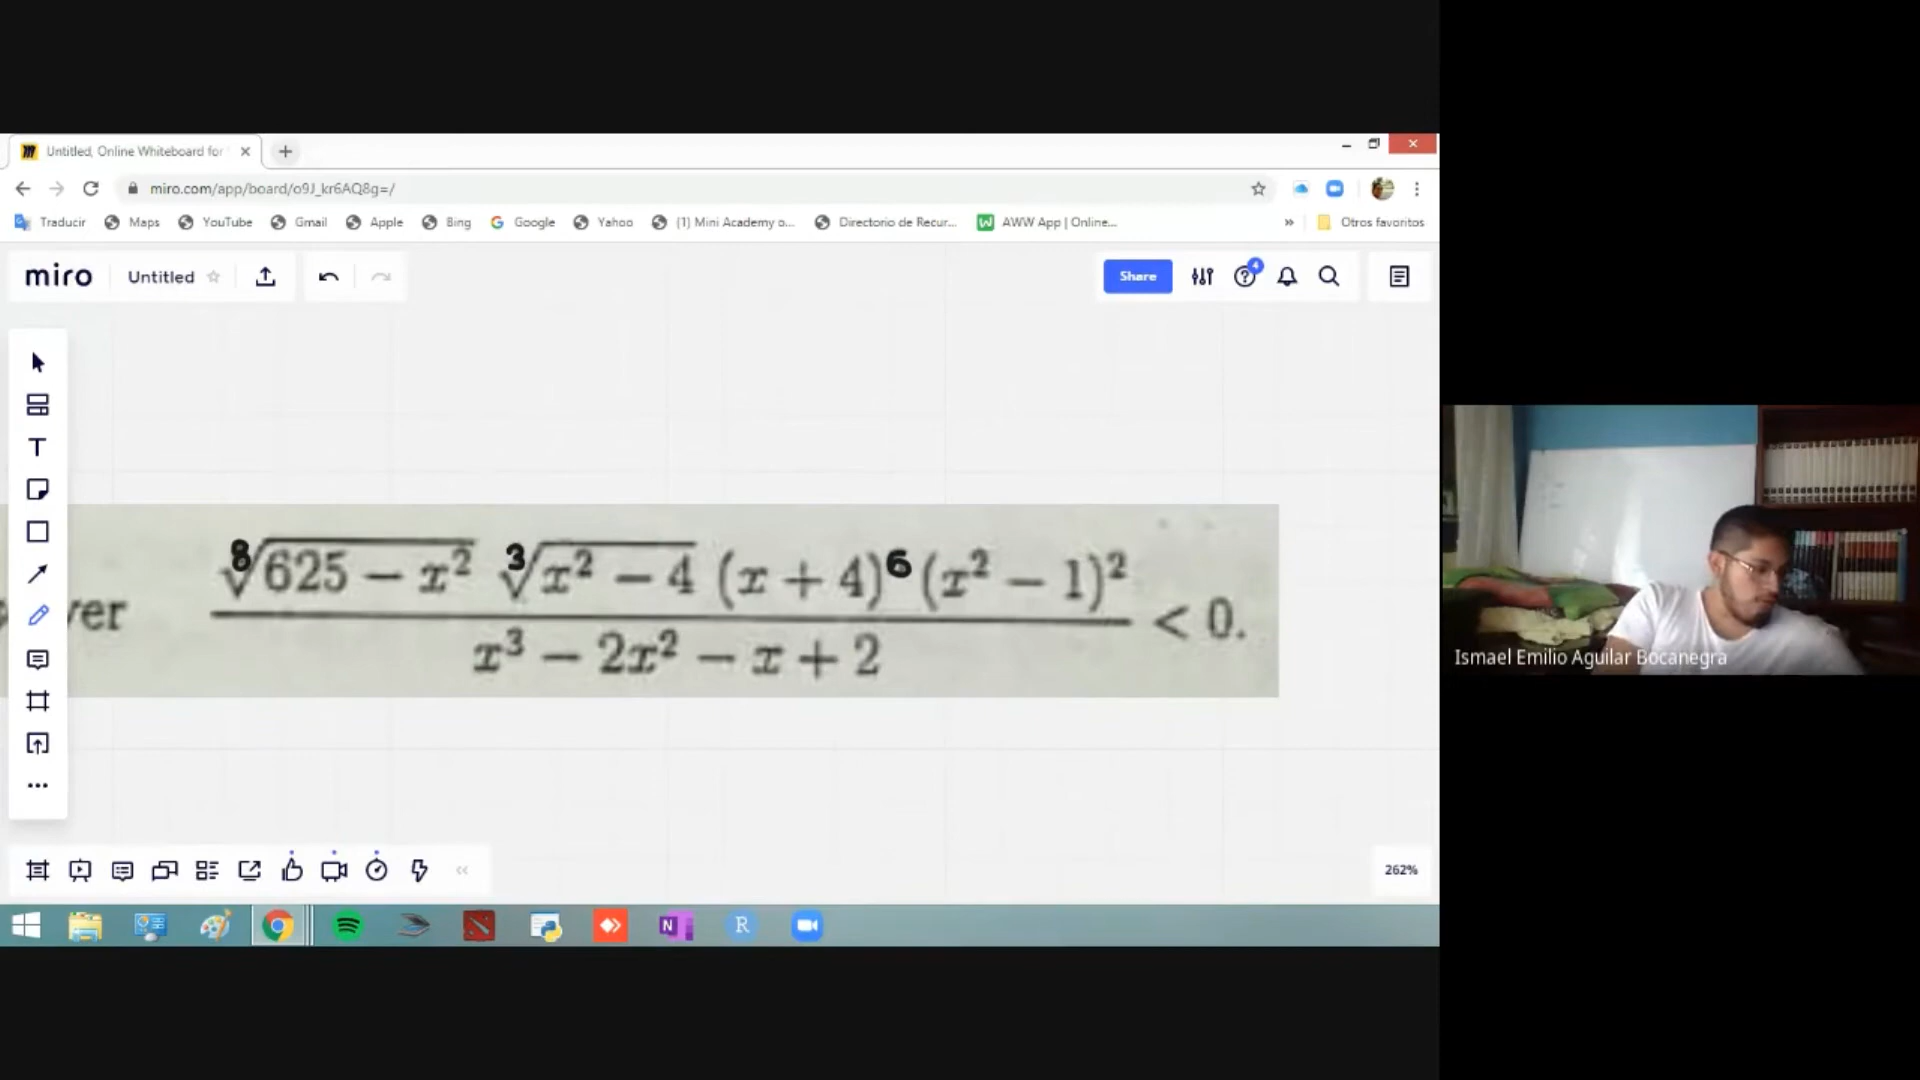 Untitled, Online Whiteboard for
miro.com/app/board/o9J_kr6AQ8g=/
Traducir Maps YouTube Gmail Apple Bing Google Yahoo (1) Mini Academy o... Directorio de Recur... AWW App | Online... » Otros favoritos
miro Untitled Share 4
T
ver
⁸√(625 − x²) ³√(x² − 4) (x + 4)⁶ (x² − 1)²
x³ − 2x² − x + 2
< 0.
Ismael Emilio Aguilar Bocanegra
262%
N R